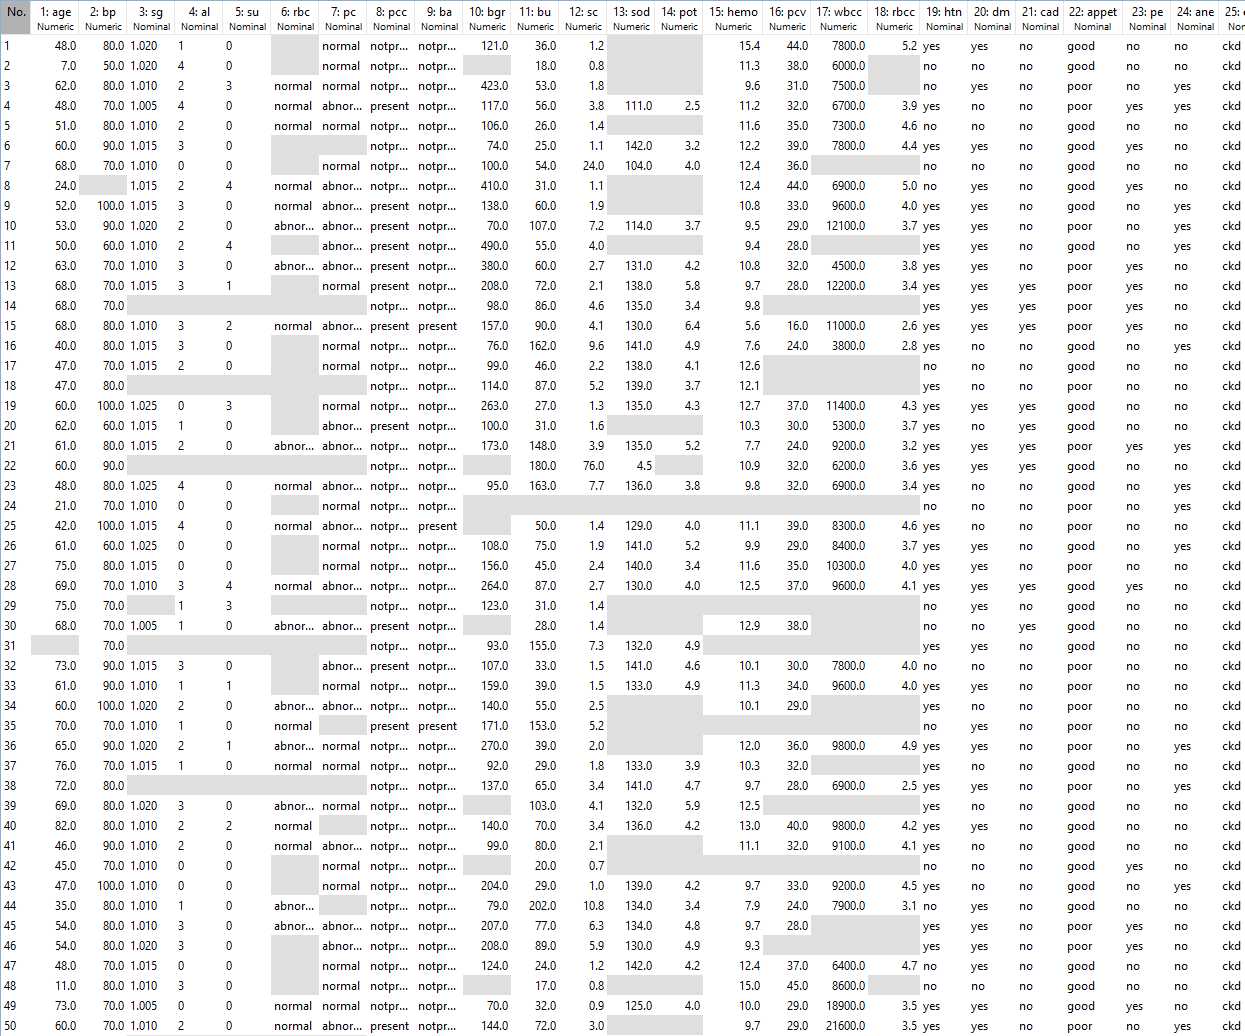 No. 1: age 2: bp 3: sg 4: al 5: su 6: rbc 7: pc 8: pcc 9: ba 10: bgr 11: bu 12: sc 13: sod 14: pot 15: hemo 16: pcv 17: wbcc 18: rbcc 19: htn 20: dm 21: cad 22: appet 23: pe 24: ane 25:
Numeric Numeric Nominal Nominal Nominal Nominal Nominal Nominal Nominal Numeric Numeric Numeric Numeric Numeric Numeric Numeric Numeric Numeric Nominal Nominal Nominal Nominal Nominal Nominal Nom
1 48.0 80.0 1.020 1 0 normal notpr... notpr... 121.0 36.0 1.2 15.4 44.0 7800.0 5.2 yes yes no good no no ckd
2 7.0 50.0 1.020 4 0 normal notpr... notpr... 18.0 0.8 11.3 38.0 6000.0 no no no good no no ckd
3 62.0 80.0 1.010 2 3 normal normal notpr... notpr... 423.0 53.0 1.8 9.6 31.0 7500.0 no yes no poor no yes ckd
4 48.0 70.0 1.005 4 0 normal abnor... present notpr... 117.0 56.0 3.8 111.0 2.5 11.2 32.0 6700.0 3.9 yes no no poor yes yes ckd
5 51.0 80.0 1.010 2 0 normal normal notpr... notpr... 106.0 26.0 1.4 11.6 35.0 7300.0 4.6 no no no good no no ckd
6 60.0 90.0 1.015 3 0 notpr... notpr... 74.0 25.0 1.1 142.0 3.2 12.2 39.0 7800.0 4.4 yes yes no good yes no ckd
7 68.0 70.0 1.010 0 0 normal notpr... notpr... 100.0 54.0 24.0 104.0 4.0 12.4 36.0 no no no good no no ckd
8 24.0 1.015 2 4 normal abnor... notpr... notpr... 410.0 31.0 1.1 12.4 44.0 6900.0 5.0 no yes no good yes no ckd
9 52.0 100.0 1.015 3 0 normal abnor... present notpr... 138.0 60.0 1.9 10.8 33.0 9600.0 4.0 yes yes no good no yes ckd
10 53.0 90.0 1.020 2 0 abnor... abnor... present notpr... 70.0 107.0 7.2 114.0 3.7 9.5 29.0 12100.0 3.7 yes yes no poor no yes ckd
11 50.0 60.0 1.010 2 4 abnor... present notpr... 490.0 55.0 4.0 9.4 28.0 yes yes no good no yes ckd
12 63.0 70.0 1.010 3 0 abnor... abnor... present notpr... 380.0 60.0 2.7 131.0 4.2 10.8 32.0 4500.0 3.8 yes yes no poor yes no ckd
13 68.0 70.0 1.015 3 1 normal present notpr... 208.0 72.0 2.1 138.0 5.8 9.7 28.0 12200.0 3.4 yes yes yes poor yes no ckd
14 68.0 70.0 notpr... notpr... 98.0 86.0 4.6 135.0 3.4 9.8 yes yes yes poor yes no ckd
15 68.0 80.0 1.010 3 2 normal abnor... present present 157.0 90.0 4.1 130.0 6.4 5.6 16.0 11000.0 2.6 yes yes yes poor yes no ckd
16 40.0 80.0 1.015 3 0 normal notpr... notpr... 76.0 162.0 9.6 141.0 4.9 7.6 24.0 3800.0 2.8 yes no no good no yes ckd
17 47.0 70.0 1.015 2 0 normal notpr... notpr... 99.0 46.0 2.2 138.0 4.1 12.6 no no no good no no ckd
18 47.0 80.0 notpr... notpr... 114.0 87.0 5.2 139.0 3.7 12.1 yes no no poor no no ckd
19 60.0 100.0 1.025 0 3 normal notpr... notpr... 263.0 27.0 1.3 135.0 4.3 12.7 37.0 11400.0 4.3 yes yes yes good no no ckd
20 62.0 60.0 1.015 1 0 abnor... present notpr... 100.0 31.0 1.6 10.3 30.0 5300.0 3.7 yes no yes good no no ckd
21 61.0 80.0 1.015 2 0 abnor... abnor... notpr... notpr... 173.0 148.0 3.9 135.0 5.2 7.7 24.0 9200.0 3.2 yes yes yes poor yes yes ckd
22 60.0 90.0 notpr... notpr... 180.0 76.0 4.5 10.9 32.0 6200.0 3.6 yes yes yes good no no ckd
23 48.0 80.0 1.025 4 0 normal abnor... notpr... notpr... 95.0 163.0 7.7 136.0 3.8 9.8 32.0 6900.0 3.4 yes no no good no yes ckd
24 21.0 70.0 1.010 0 0 normal notpr... notpr... no no no poor no yes ckd
25 42.0 100.0 1.015 4 0 normal abnor... notpr... present 50.0 1.4 129.0 4.0 11.1 39.0 8300.0 4.6 yes no no poor no no ckd
26 61.0 60.0 1.025 0 0 normal notpr... notpr... 108.0 75.0 1.9 141.0 5.2 9.9 29.0 8400.0 3.7 yes yes no good no yes ckd
27 75.0 80.0 1.015 0 0 normal notpr... notpr... 156.0 45.0 2.4 140.0 3.4 11.6 35.0 10300.0 4.0 yes yes no poor no no ckd
28 69.0 70.0 1.010 3 4 normal abnor... notpr... notpr... 264.0 87.0 2.7 130.0 4.0 12.5 37.0 9600.0 4.1 yes yes yes good yes no ckd
29 75.0 70.0 1 3 notpr... notpr... 123.0 31.0 1.4 no yes no good no no ckd
30 68.0 70.0 1.005 1 0 abnor... abnor... present notpr... 28.0 1.4 12.9 38.0 no no yes good no no ckd
31 70.0 notpr... notpr... 93.0 155.0 7.3 132.0 4.9 yes yes no good no no ckd
32 73.0 90.0 1.015 3 0 abnor... present notpr... 107.0 33.0 1.5 141.0 4.6 10.1 30.0 7800.0 4.0 no no no poor no no ckd
33 61.0 90.0 1.010 1 1 normal notpr... notpr... 159.0 39.0 1.5 133.0 4.9 11.3 34.0 9600.0 4.0 yes yes no poor no no ckd
34 60.0 100.0 1.020 2 0 abnor... abnor... notpr... notpr... 140.0 55.0 2.5 10.1 29.0 yes no no poor no no ckd
35 70.0 70.0 1.010 1 0 normal present present 171.0 153.0 5.2 no yes no poor no no ckd
36 65.0 90.0 1.020 2 1 abnor... normal notpr... notpr... 270.0 39.0 2.0 12.0 36.0 9800.0 4.9 yes yes no poor no yes ckd
37 76.0 70.0 1.015 1 0 normal normal notpr... notpr... 92.0 29.0 1.8 133.0 3.9 10.3 32.0 yes no no good no no ckd
38 72.0 80.0 notpr... notpr... 137.0 65.0 3.4 141.0 4.7 9.7 28.0 6900.0 2.5 yes yes no poor no yes ckd
39 69.0 80.0 1.020 3 0 abnor... normal notpr... notpr... 103.0 4.1 132.0 5.9 12.5 yes no no good no no ckd
40 82.0 80.0 1.010 2 2 normal notpr... notpr... 140.0 70.0 3.4 136.0 4.2 13.0 40.0 9800.0 4.2 yes yes no good no no ckd
41 46.0 90.0 1.010 2 0 normal abnor... notpr... notpr... 99.0 80.0 2.1 11.1 32.0 9100.0 4.1 yes no no good no no ckd
42 45.0 70.0 1.010 0 0 normal notpr... notpr... 20.0 0.7 no no no good yes no ckd
43 47.0 100.0 1.010 0 0 normal notpr... notpr... 204.0 29.0 1.0 139.0 4.2 9.7 33.0 9200.0 4.5 yes no no good no yes ckd
44 35.0 80.0 1.010 1 0 abnor... notpr... notpr... 79.0 202.0 10.8 134.0 3.4 7.9 24.0 7900.0 3.1 no yes no good no no ckd
45 54.0 80.0 1.010 3 0 abnor... abnor... notpr... notpr... 207.0 77.0 6.3 134.0 4.8 9.7 28.0 yes yes no poor yes no ckd
46 54.0 80.0 1.020 3 0 abnor... notpr... notpr... 208.0 89.0 5.9 130.0 4.9 9.3 yes yes no poor yes no ckd
47 48.0 70.0 1.015 0 0 normal notpr... notpr... 124.0 24.0 1.2 142.0 4.2 12.4 37.0 6400.0 4.7 no yes no good no no ckd
48 11.0 80.0 1.010 3 0 normal notpr... notpr... 17.0 0.8 15.0 45.0 8600.0 no no no good no no ckd
49 73.0 70.0 1.005 0 0 normal normal notpr... notpr... 70.0 32.0 0.9 125.0 4.0 10.0 29.0 18900.0 3.5 yes yes no good yes no ckd
50 60.0 70.0 1.010 2 0 normal abnor... present notpr... 144.0 72.0 3.0 9.7 29.0 21600.0 3.5 yes yes no poor no yes ckd